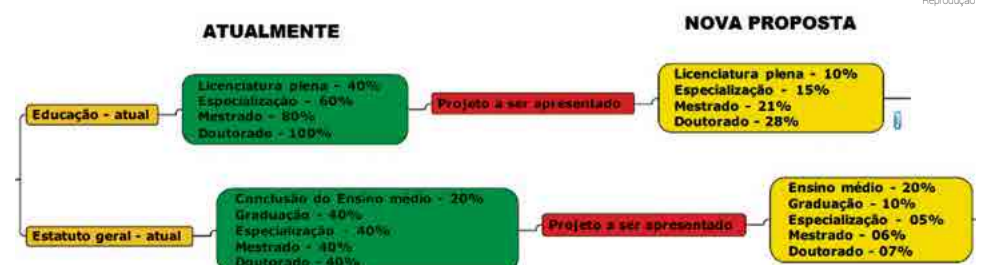 Reprodução
ATUALMENTE
NOVA PROPOSTA
Educação - atual
Licenciatura plena - 40%
Especialização - 60%
Mestrado - 80%
Doutorado - 100%
Projeto a ser apresentado
Licenciatura plena - 10%
Especialização - 15%
Mestrado - 21%
Doutorado - 28%
Estatuto geral - atual
Conclusão do Ensino médio - 20%
Graduação - 40%
Especialização - 40%
Mestrado - 40%
Doutorado - 40%
Projeto a ser apresentado
Ensino médio - 20%
Graduação - 10%
Especialização - 05%
Mestrado - 06%
Doutorado - 07%